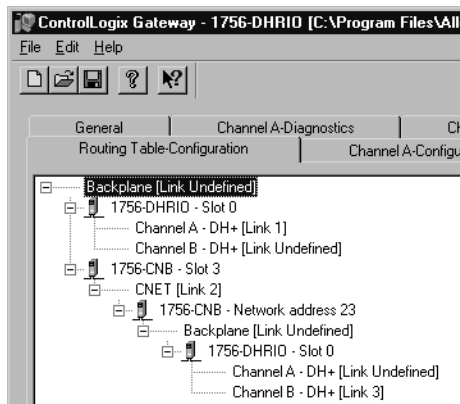 ControlLogix Gateway - 1756-DHRIO [C:\Program Files\All
File Edit Help
General Channel A-Diagnostics
Routing Table-Configuration Channel A-Configu
Backplane [Link Undefined]
1756-DHRIO - Slot 0
Channel A - DH+ [Link 1]
Channel B - DH+ [Link Undefined]
1756-CNB - Slot 3
CNET [Link 2]
1756-CNB - Network address 23
Backplane [Link Undefined]
1756-DHRIO - Slot 0
Channel A - DH+ [Link Undefined]
Channel B - DH+ [Link 3]